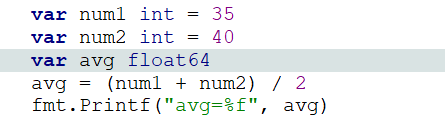 var num1 int = 35
var num2 int = 40
var avg float64
avg = (num1 + num2) / 2
fmt.Printf("avg=%f", avg)